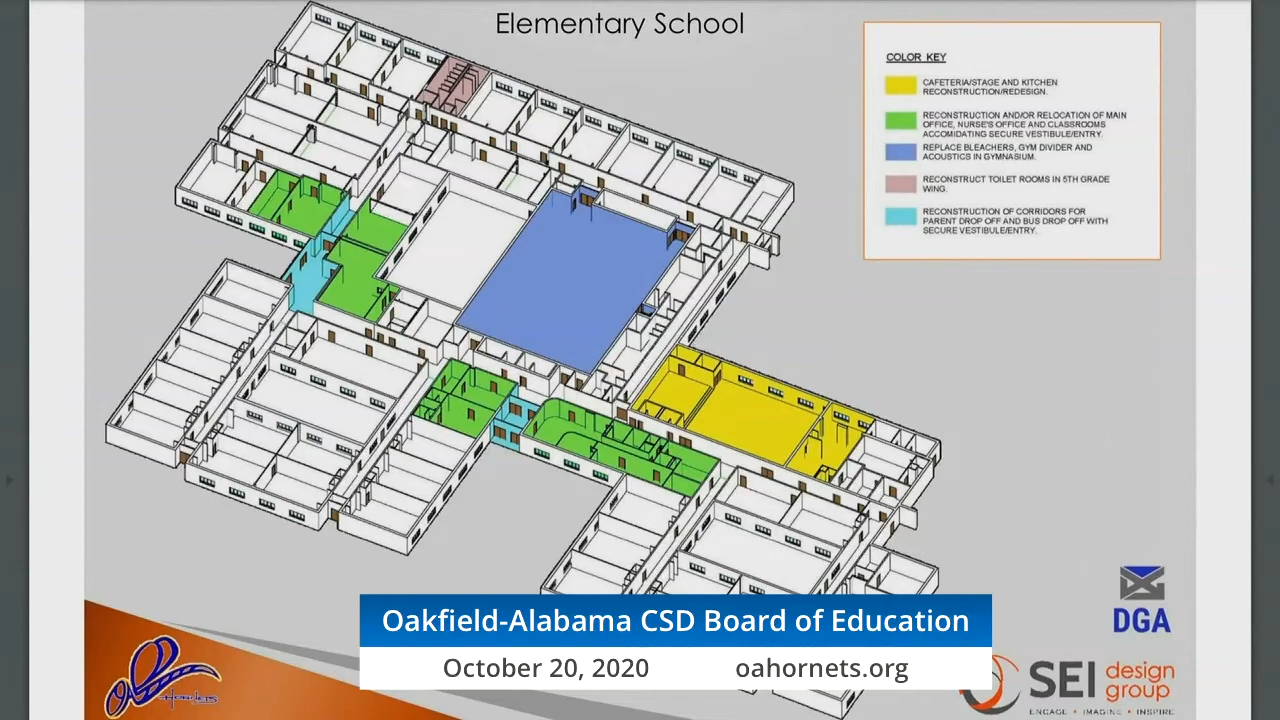 Elementary School
COLOR KEY
CAFETERIA/STAGE AND KITCHEN
RECONSTRUCTION/REDESIGN.
RECONSTRUCTION AND/OR RELOCATION OF MAIN
OFFICE, NURSE'S OFFICE AND CLASSROOMS
ACCOMIDATING SECURE VESTIBULE/ENTRY.
REPLACE BLEACHERS, GYM DIVIDER AND
ACOUSTICS IN GYMNASIUM.
RECONSTRUCT TOILET ROOMS IN 5TH GRADE
WING.
RECONSTRUCTION OF CORRIDORS FOR
PARENT DROP OFF AND BUS DROP OFF WITH
SECURE VESTIBULE/ENTRY.
DGA
Oakfield-Alabama CSD Board of Education
October 20, 2020 oahornets.org
OA HORNETS
SEI design
group
ENGAGE • IMAGINE • INSPIRE